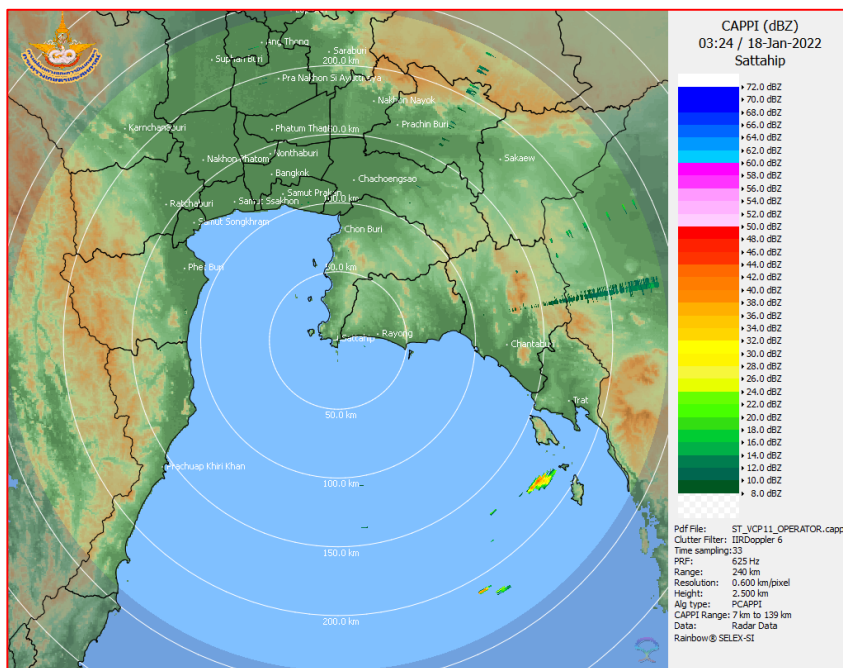 CAPPI (dBZ)
03:24 / 18-Jan-2022
Sattahip
72.0 dBZ
70.0 dBZ
68.0 dBZ
66.0 dBZ
64.0 dBZ
62.0 dBZ
60.0 dBZ
58.0 dBZ
56.0 dBZ
54.0 dBZ
52.0 dBZ
50.0 dBZ
48.0 dBZ
46.0 dBZ
44.0 dBZ
42.0 dBZ
40.0 dBZ
38.0 dBZ
36.0 dBZ
34.0 dBZ
32.0 dBZ
30.0 dBZ
28.0 dBZ
26.0 dBZ
24.0 dBZ
22.0 dBZ
20.0 dBZ
18.0 dBZ
16.0 dBZ
14.0 dBZ
12.0 dBZ
10.0 dBZ
8.0 dBZ
Pdf File: ST_VCP11_OPERATOR.capp
Clutter Filter: IIRDoppler 6
Time sampling:33
PRF: 625 Hz
Range: 240 km
Resolution: 0.600 km/pixel
Height: 2.500 km
Alg type: PCAPPI
CAPPI Range: 7 km to 139 km
Data: Radar Data
Rainbow® SELEX-SI
Ang Thong
Saraburi
Suphan Buri
200.0 km
Pra Nakhon Si Ayutthaya
Nakhon Nayok
Karnchanaburi
Phatum Thani
150.0 km
Prachin Buri
Nonthaburi
Nakhon Phatom
Sakaew
Bangkok
Chachoengsao
Samut Prakan
Ratchaburi
Samut Ssakhon
100.0 km
Samut Songkhram
Chon Buri
Phet Buri
50.0 km
Rayong
Sattahip
Chantaburi
Trat
50.0 km
Prachuap Khiri Khan
100.0 km
150.0 km
200.0 km